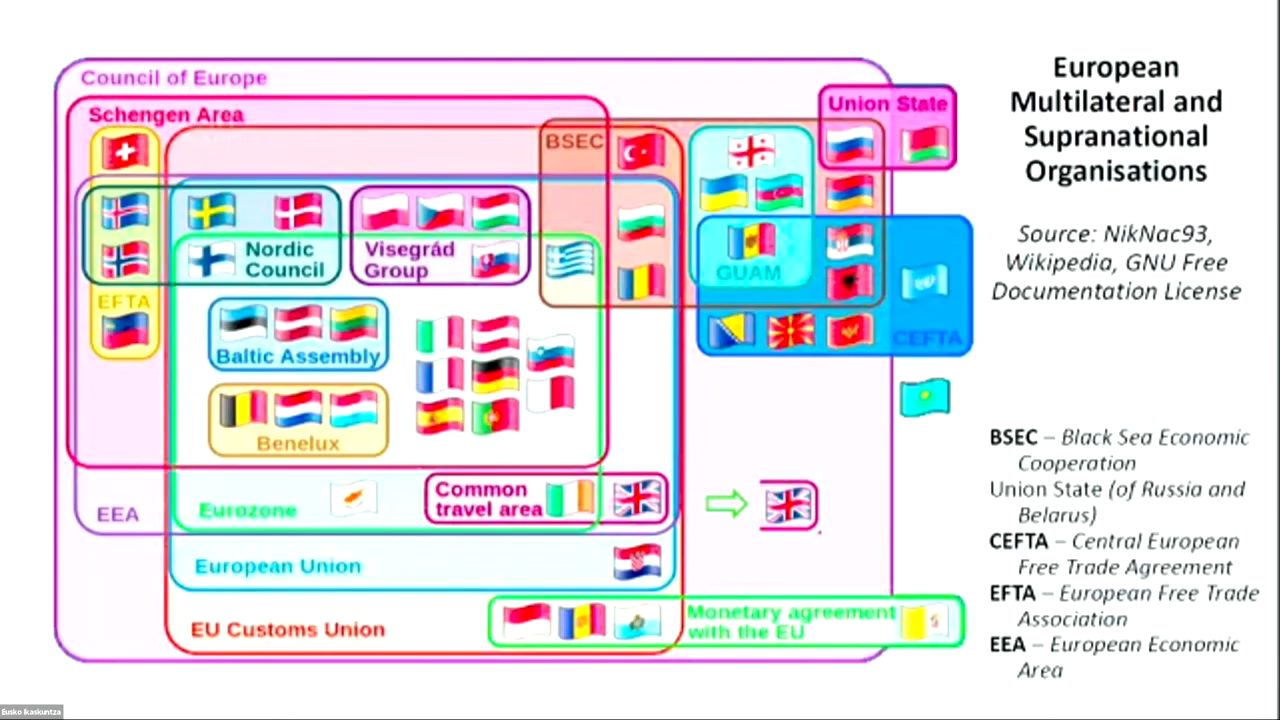 European
Multilateral and
Supranational
Organisations
Source: NikNac93,
Wikipedia, GNU Free
Documentation License
Council of Europe
Schengen Area
Union State
BSEC
Nordic
Council
Visegrád
Group
GUAM
EFTA
CEFTA
Baltic Assembly
Benelux
Common
travel area
Eurozone
EEA
European Union
EU Customs Union
Monetary agreement
with the EU
BSEC – Black Sea Economic
Cooperation
Union State (of Russia and
Belarus)
CEFTA – Central European
Free Trade Agreement
EFTA – European Free Trade
Association
EEA – European Economic
Area
Eusko Ikaskuntza